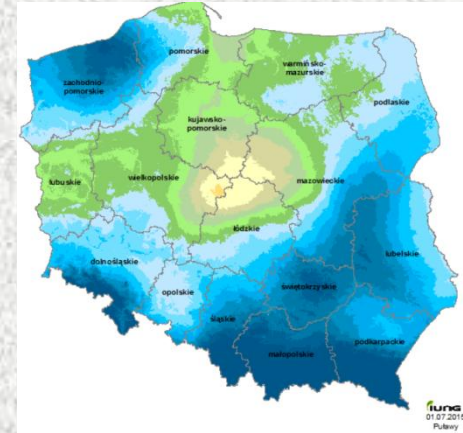 pomorskie
zachodnio-
pomorskie
warmińsko-
mazurskie
podlaskie
kujawsko-
pomorskie
lubuskie
wielkopolskie
mazowieckie
łódzkie
dolnośląskie
opolskie
śląskie
świętokrzyskie
lubelskie
małopolskie
podkarpackie
IUNG
01.07.2015
Puławy